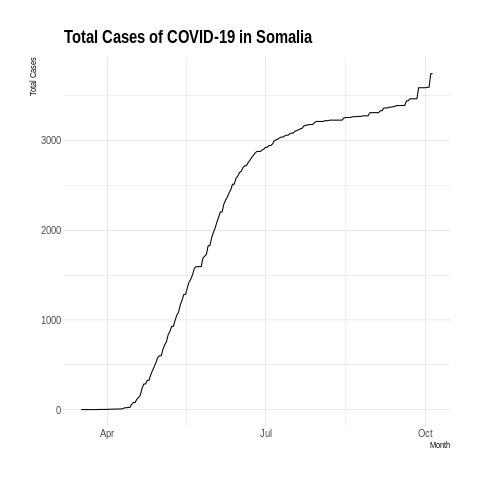 Total Cases of COVID-19 in Somalia
Total Cases
3000
2000
1000
0
Apr
Jul
Oct
Month